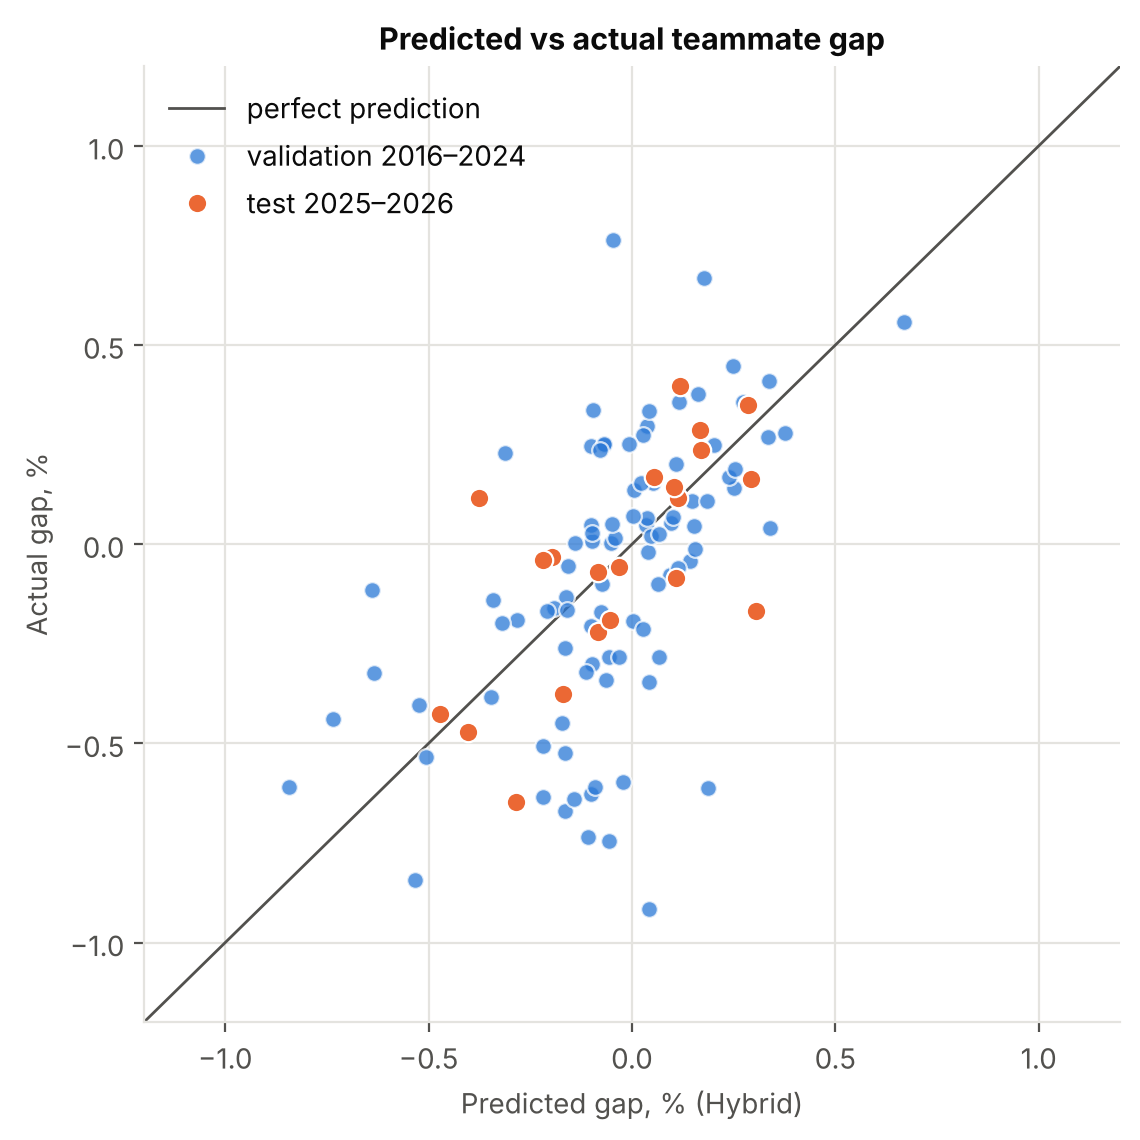 Predicted vs actual teammate gap
perfect prediction
validation 2016–2024
test 2025–2026
1.0
0.5
0.0
−0.5
−1.0
Actual gap, %
−1.0 −0.5 0.0 0.5 1.0
Predicted gap, % (Hybrid)